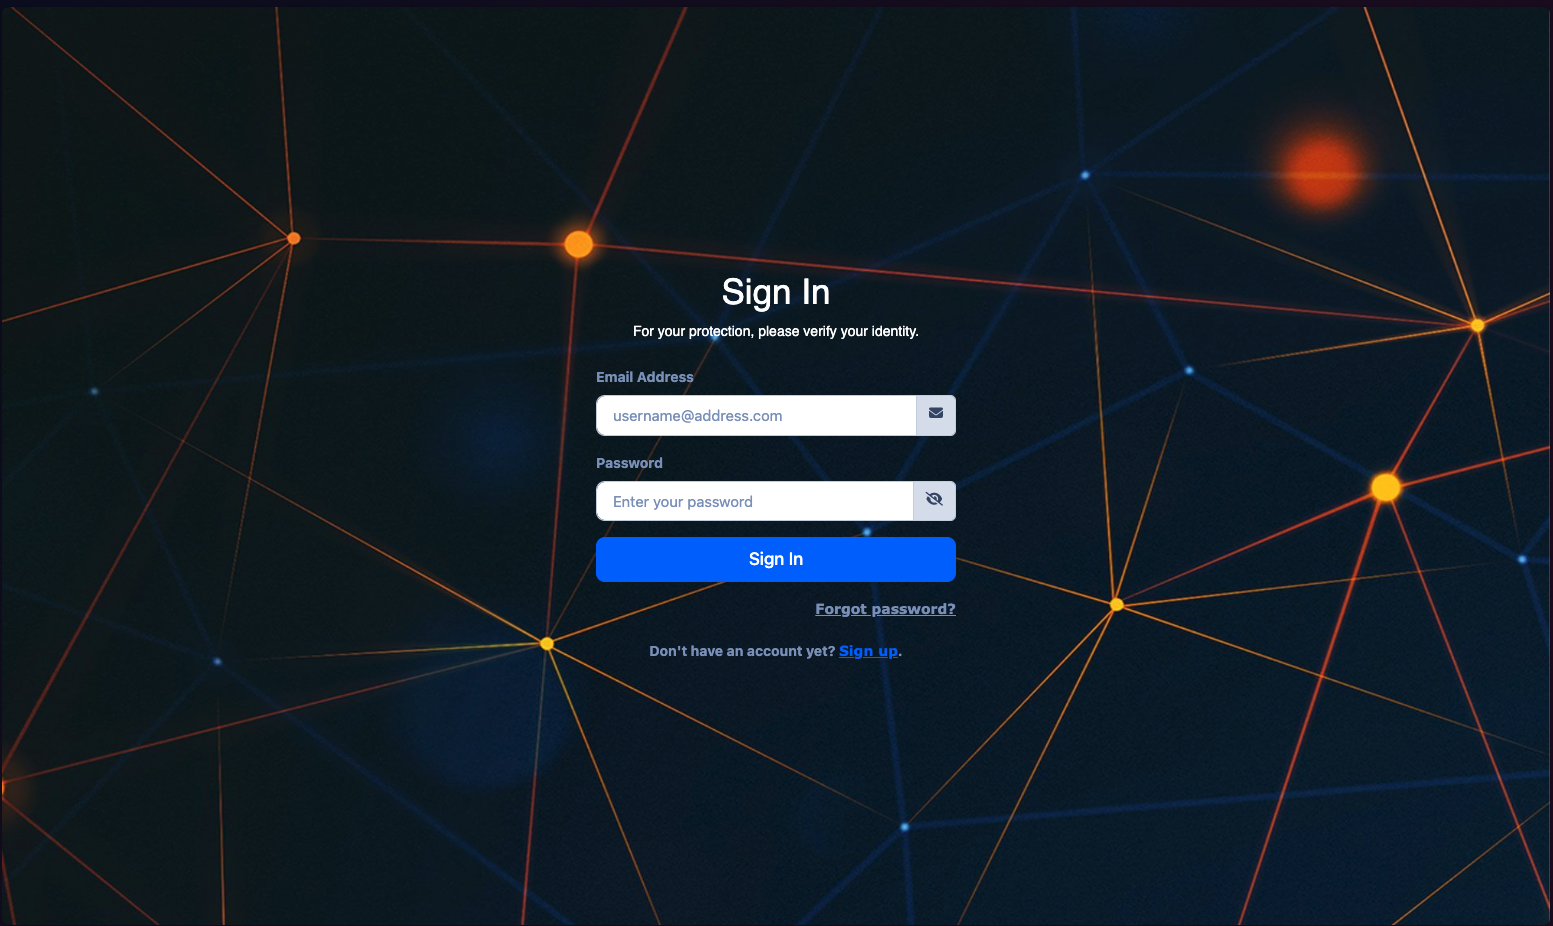 Sign In
For your protection, please verify your identity.
Email Address
username@address.com
Password
Enter your password
Sign In
Forgot password?
Don't have an account yet? Sign up.